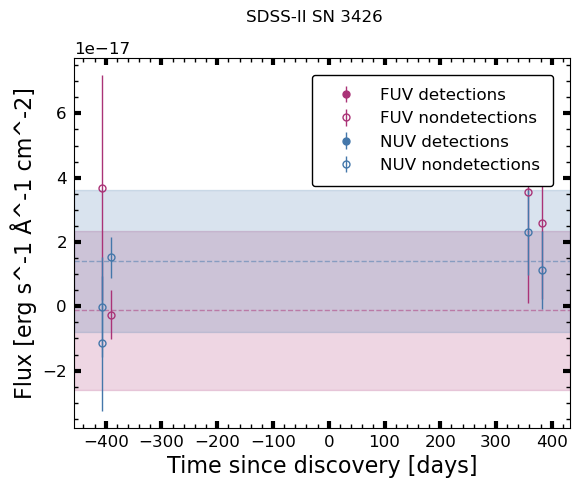 SDSS-II SN 3426
1e−17
FUV detections
FUV nondetections
NUV detections
NUV nondetections
6
4
2
0
−2
Flux [erg s^-1 Å^-1 cm^-2]
−400 −300 −200 −100 0 100 200 300 400
Time since discovery [days]